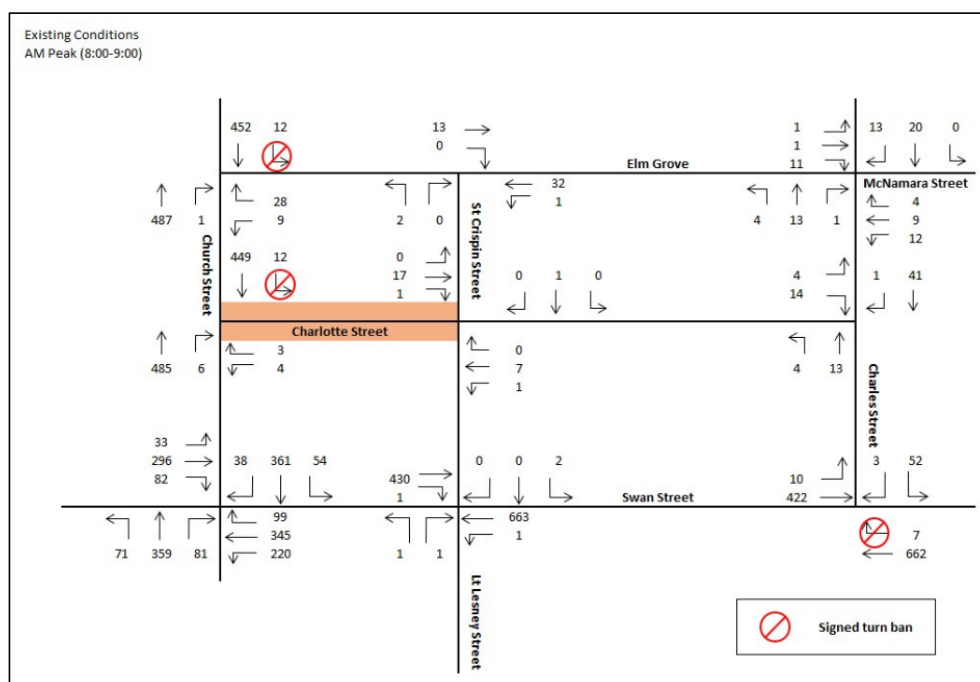 Existing Conditions
AM Peak (8:00-9:00)
452 12 13 1 13 20 0
0 1
Elm Grove 11
McNamara Street
487 1 28 2 0 32 4 13 1 4
9 1 9
12
Church Street
St Crispin Street
449 12 0 0 1 0 4 1 41
17 14
1
Charlotte Street
485 6 3 0 4 13
4 7
1
Charles Street
33
296 38 361 54 430 0 0 2 10 3 52
82 1 Swan Street 422
71 359 81 99 1 1 663 7
345 1 662
220
Lt Lesney Street
Signed turn ban